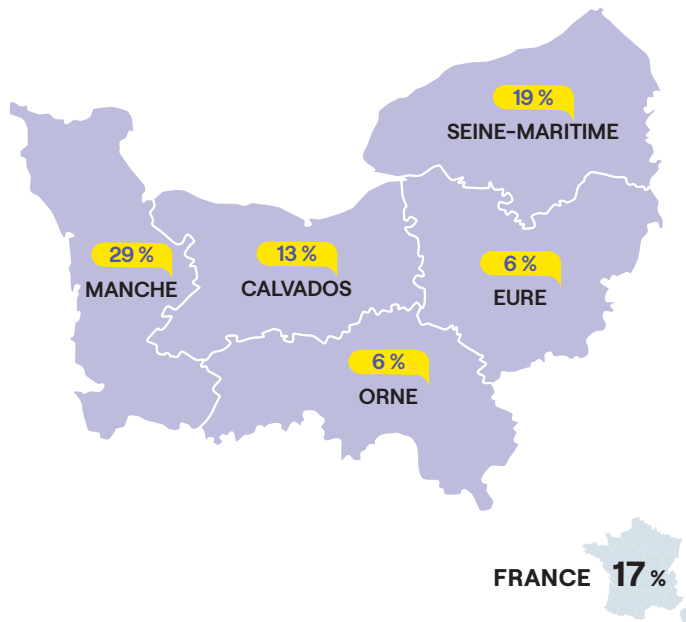 19 %
SEINE-MARITIME
29 %
MANCHE
13 %
CALVADOS
6 %
EURE
6 %
ORNE
FRANCE 17 %